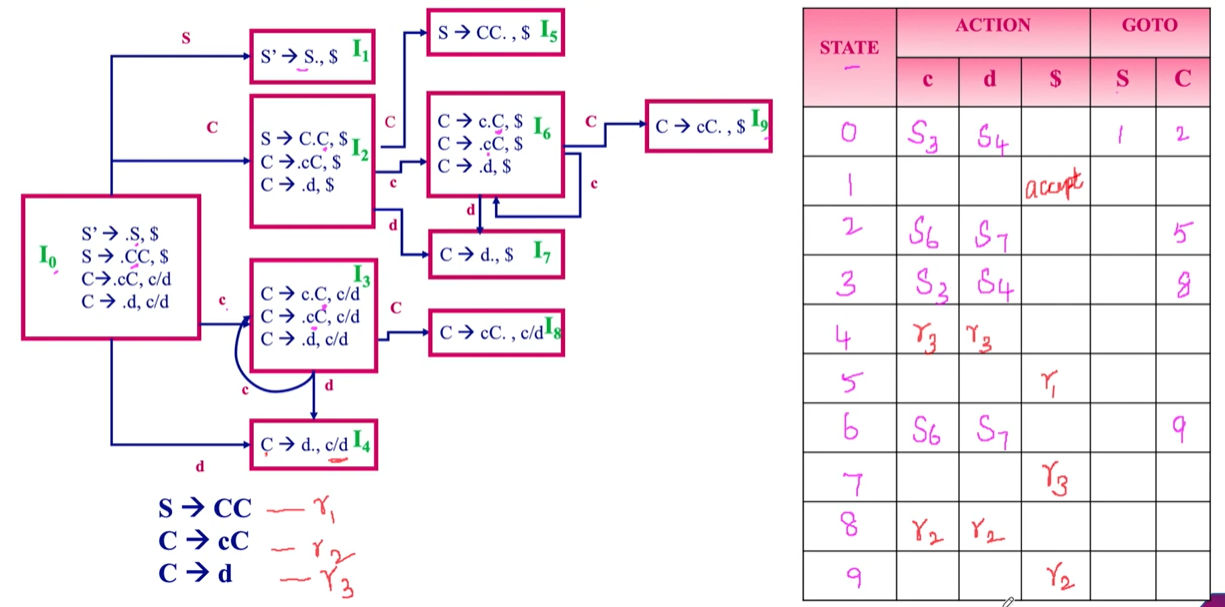 S
S' → S., $ I1
S → CC. , $ I5
C
S → C.C, $ I2
C → .cC, $
C → .d, $
C
c
d
C → c.C, $ I6
C → .cC, $
C → .d, $
C
c
d
C → cC. , $ I9
C → d., $ I7
I0
S' → .S, $
S → .CC, $
C → .cC, c/d
C → .d, c/d
c
I3
C → c.C, c/d
C → .cC, c/d
C → .d, c/d
C
c
d
C → cC. , c/d I8
d
C → d., c/d I4
S → CC — r1
C → cC — r2
C → d — r3
STATE ACTION GOTO
c d $ S C
0 S3 S4 1 2
1 accept
2 S6 S7 5
3 S3 S4 8
4 r3 r3
5 r1
6 S6 S7 9
7 r3
8 r2 r2
9 r2